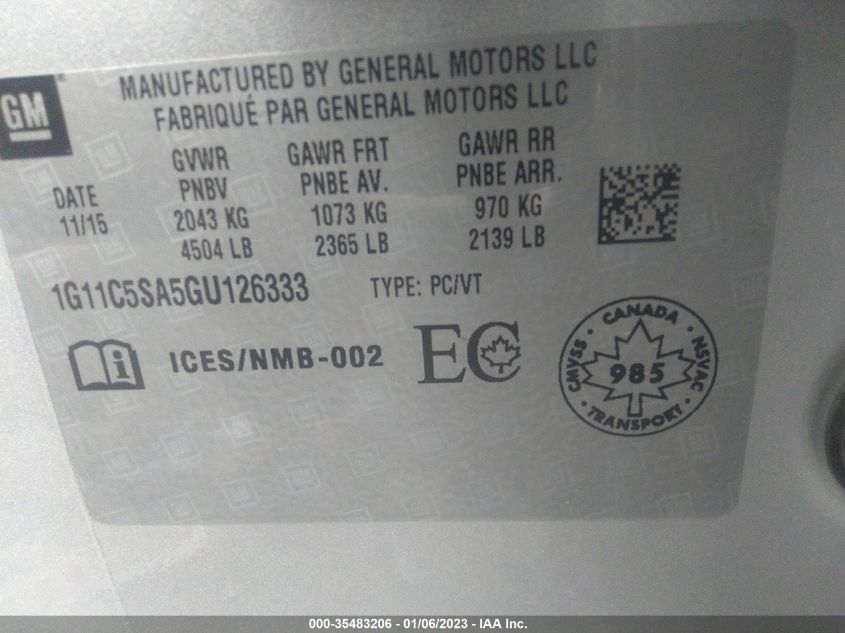 GM
MANUFACTURED BY GENERAL MOTORS LLC
FABRIQUÉ PAR GENERAL MOTORS LLC
DATE
11/15
GVWR
PNBV
2043 KG
4504 LB
GAWR FRT
PNBE AV.
1073 KG
2365 LB
GAWR RR
PNBE ARR.
970 KG
2139 LB
1G11C5SA5GU126333 TYPE: PC/VT
i ICES/NMB-002 EC
CANADA
CMVSS · NSVAC
985
· TRANSPORT ·
000-35483206 - 01/06/2023 - IAA Inc.